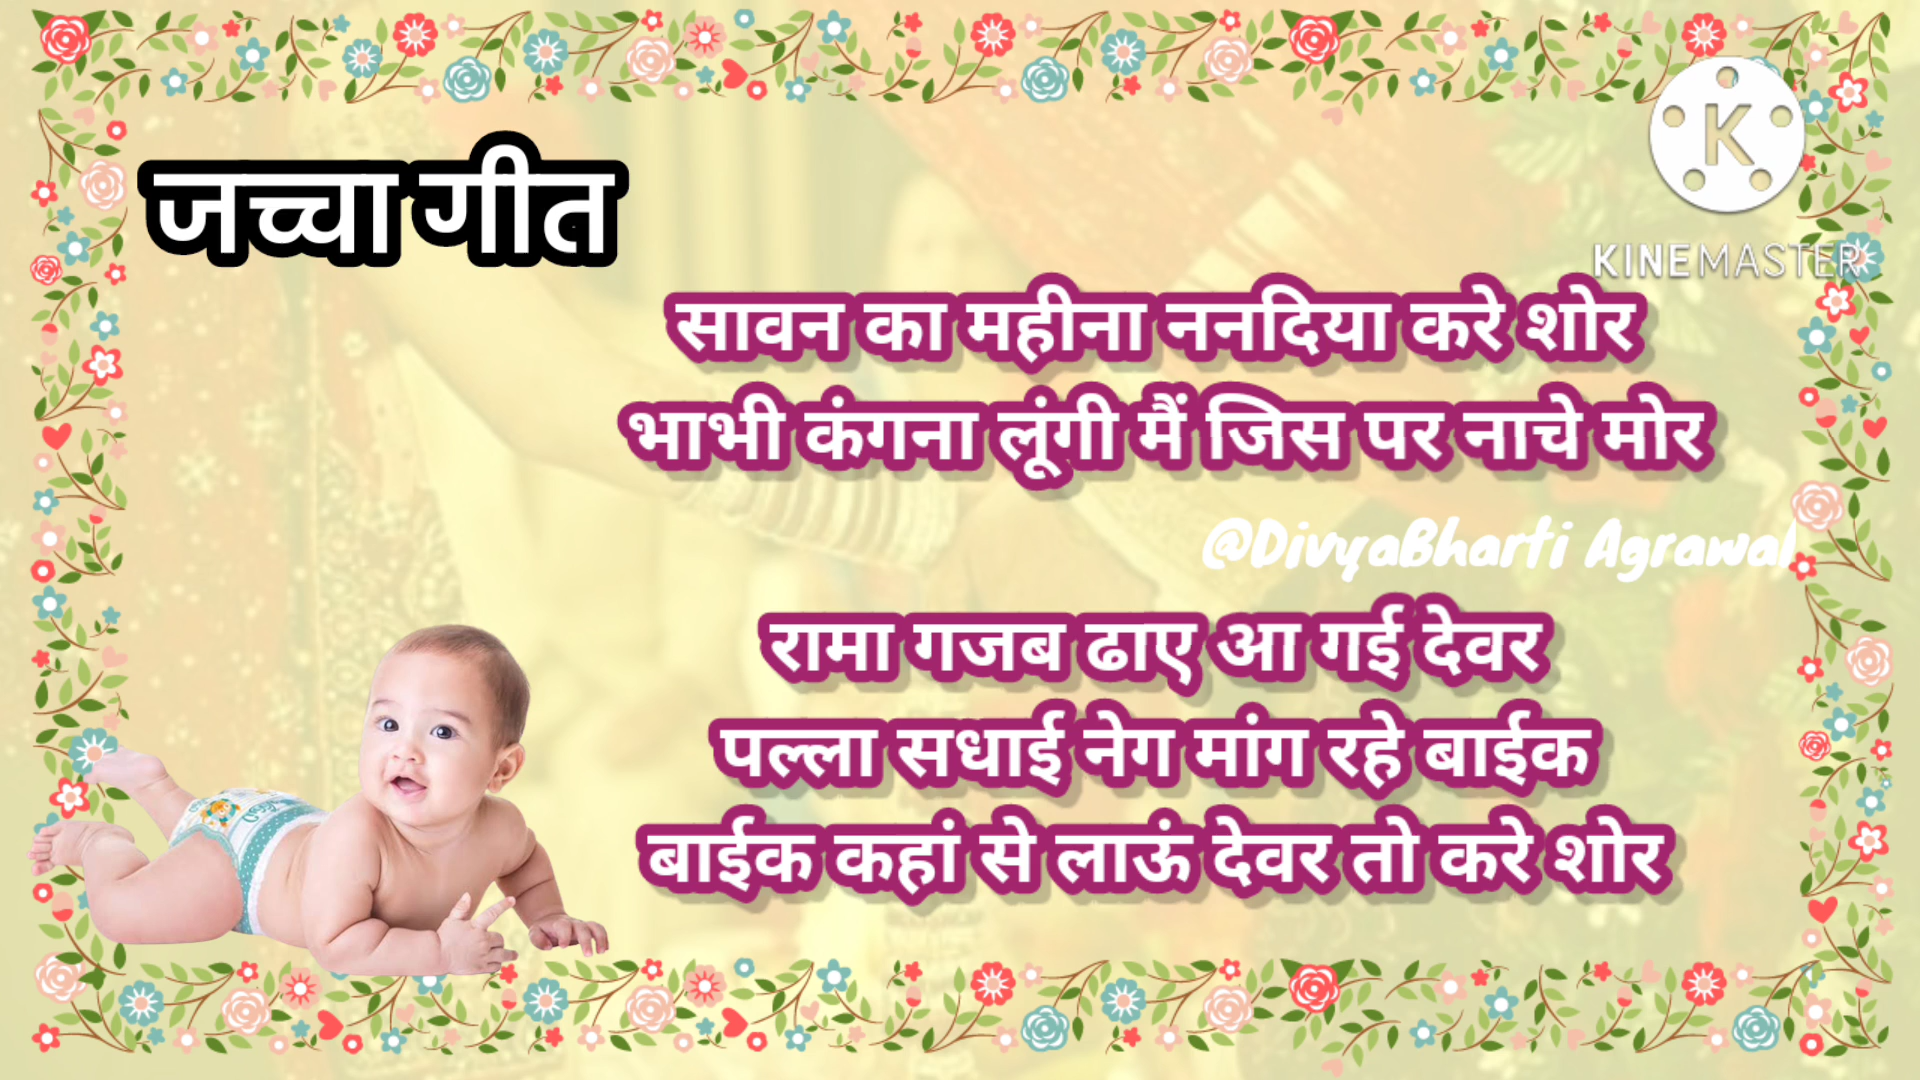 जच्चा गीत
K
KINEMASTER
सावन का महीना ननदिया करे शोर
भाभी कंगना लूंगी मैं जिस पर नाचे मोर
@DivyaBharti Agrawal
रामा गजब ढाए आ गई देवर
पल्ला सधाई नेग मांग रहे बाईक
बाईक कहां से लाऊं देवर तो करे शोर